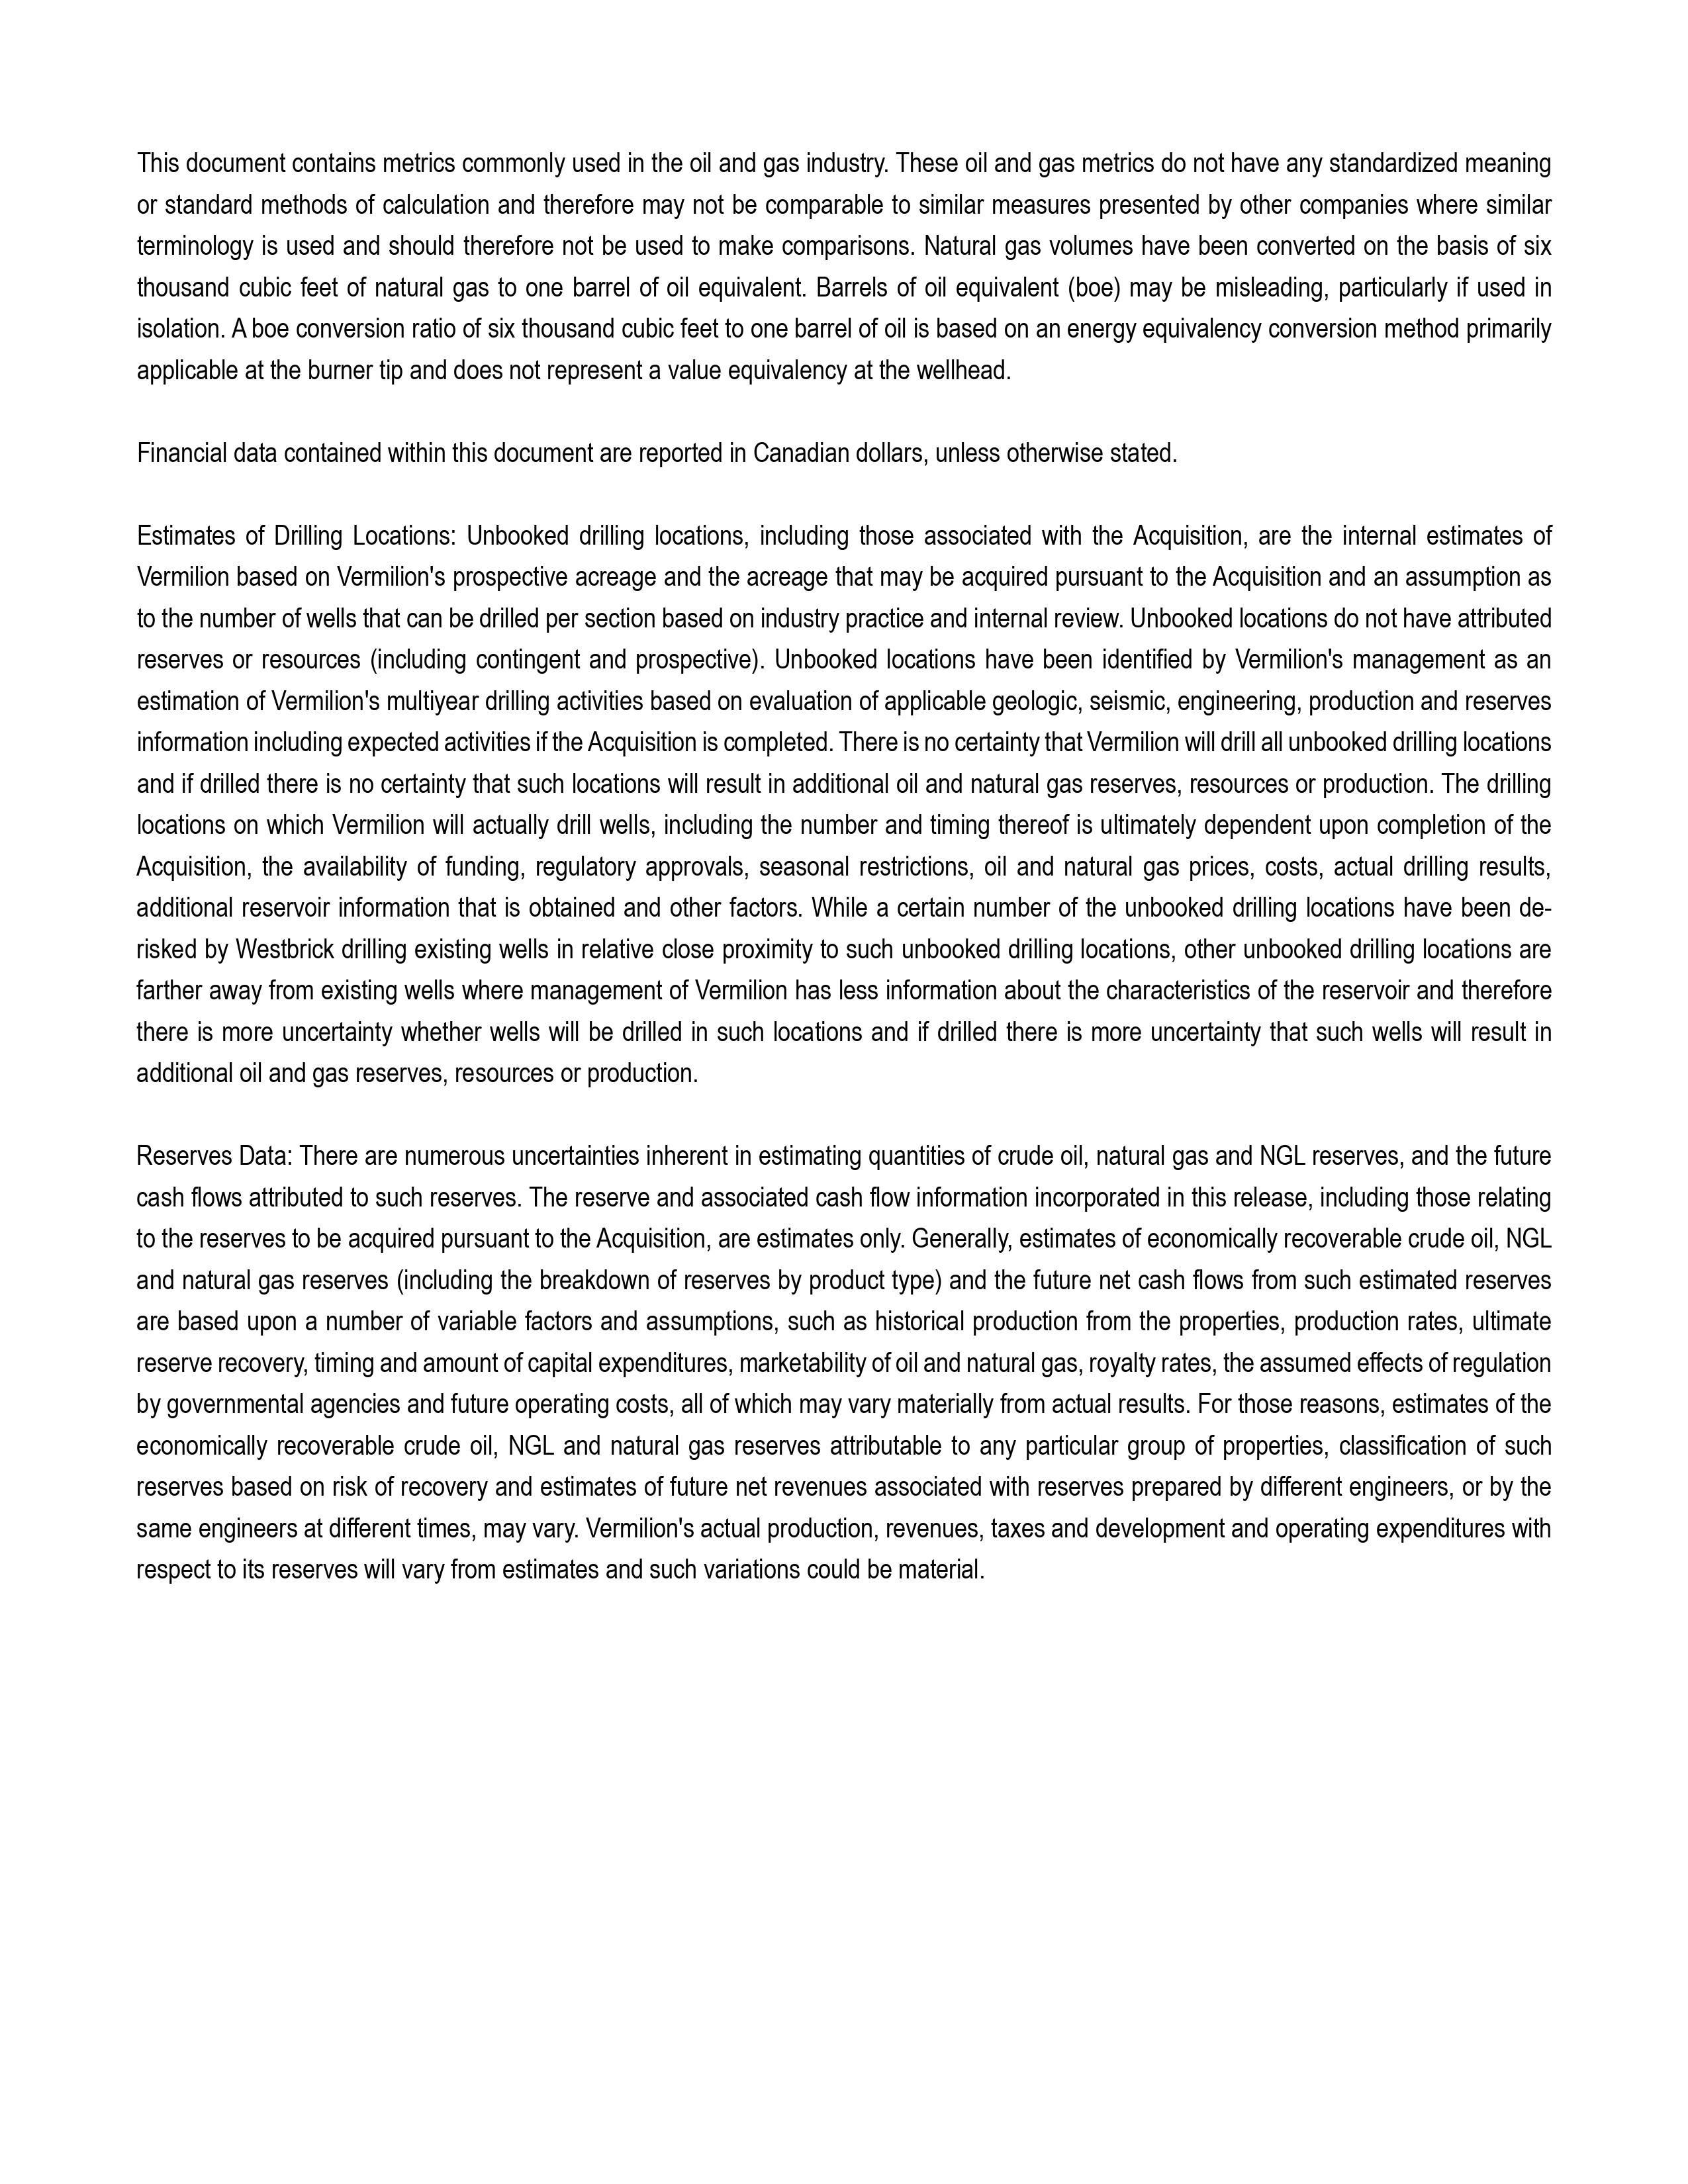 This document contains metrics commonly used in the oil and gas industry. These oil and gas metrics do not have any standardized meaning
or standard methods of calculation and therefore may not be comparable to similar measures presented by other companies where similar
terminology is used and should therefore not be used to make comparisons. Natural gas volumes have been converted on the basis of six
thousand cubic feet of natural gas to one barrel of oil equivalent. Barrels of oil equivalent (boe) may be misleading, particularly if used in
isolation. A boe conversion ratio of six thousand cubic feet to one barrel of oil is based on an energy equivalency conversion method primarily
applicable at the burner tip and does not represent a value equivalency at the wellhead.
Financial data contained within this document are reported in Canadian dollars, unless otherwise stated.
Estimates of Drilling Locations: Unbooked drilling locations, including those associated with the Acquisition, are the internal estimates of
Vermilion based on Vermilion's prospective acreage and the acreage that may be acquired pursuant to the Acquisition and an assumption as
to the number of wells that can be drilled per section based on industry practice and internal review. Unbooked locations do not have attributed
reserves or resources (including contingent and prospective). Unbooked locations have been identified by Vermilion's management as an
estimation of Vermilion's multiyear drilling activities based on evaluation of applicable geologic, seismic, engineering, production and reserves
information including expected activities if the Acquisition is completed. There is no certainty that Vermilion will drill all unbooked drilling locations
and if drilled there is no certainty that such locations will result in additional oil and natural gas reserves, resources or production. The drilling
locations on which Vermilion will actually drill wells, including the number and timing thereof is ultimately dependent upon completion of the
Acquisition, the availability of funding, regulatory approvals, seasonal restrictions, oil and natural gas prices, costs, actual drilling results,
additional reservoir information that is obtained and other factors. While a certain number of the unbooked drilling locations have been de-
risked by Westbrick drilling existing wells in relative close proximity to such unbooked drilling locations, other unbooked drilling locations are
farther away from existing wells where management of Vermilion has less information about the characteristics of the reservoir and therefore
there is more uncertainty whether wells will be drilled in such locations and if drilled there is more uncertainty that such wells will result in
additional oil and gas reserves, resources or production.
Reserves Data: There are numerous uncertainties inherent in estimating quantities of crude oil, natural gas and NGL reserves, and the future
cash flows attributed to such reserves. The reserve and associated cash flow information incorporated in this release, including those relating
to the reserves to be acquired pursuant to the Acquisition, are estimates only. Generally, estimates of economically recoverable crude oil, NGL
and natural gas reserves (including the breakdown of reserves by product type) and the future net cash flows from such estimated reserves
are based upon a number of variable factors and assumptions, such as historical production from the properties, production rates, ultimate
reserve recovery, timing and amount of capital expenditures, marketability of oil and natural gas, royalty rates, the assumed effects of regulation
by governmental agencies and future operating costs, all of which may vary materially from actual results. For those reasons, estimates of the
economically recoverable crude oil, NGL and natural gas reserves attributable to any particular group of properties, classification of such
reserves based on risk of recovery and estimates of future net revenues associated with reserves prepared by different engineers, or by the
same engineers at different times, may vary. Vermilion's actual production, revenues, taxes and development and operating expenditures with
respect to its reserves will vary from estimates and such variations could be material.